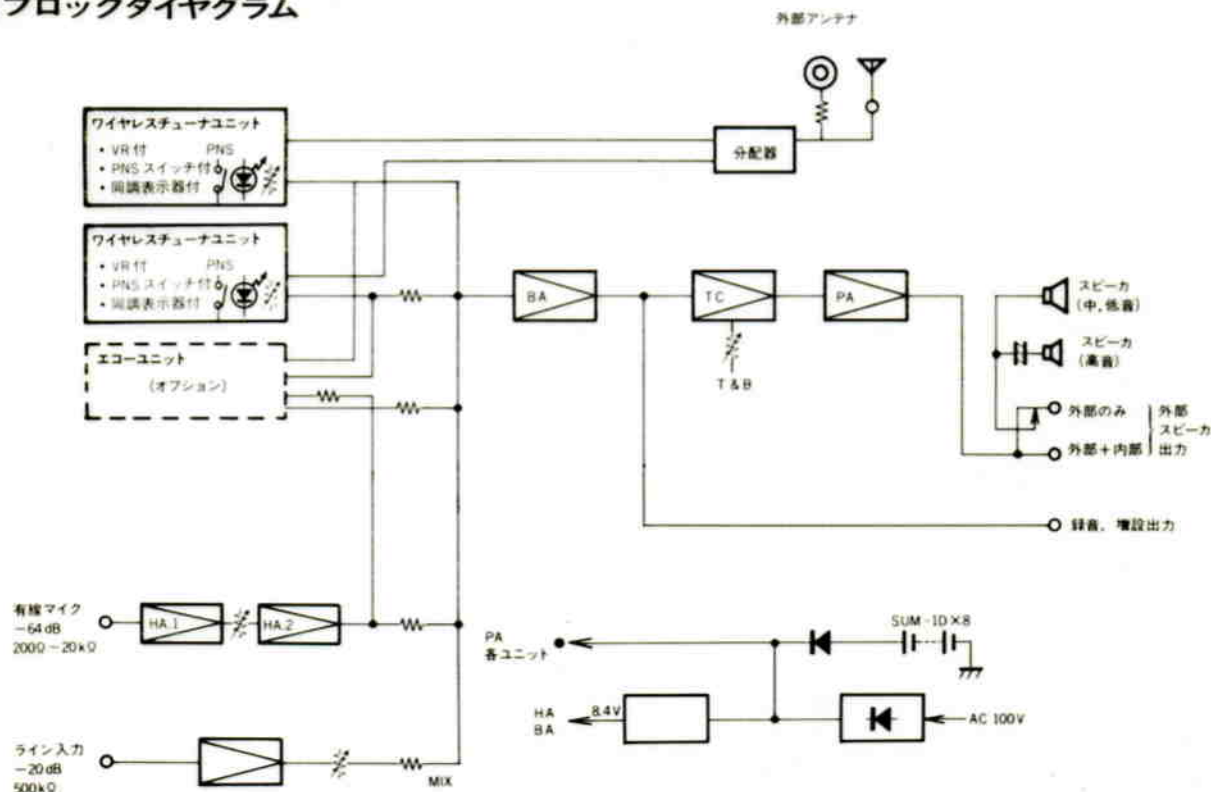 ブロックダイヤグラム
外部アンテナ
ワイヤレスチューナユニット
• VR付 PNS
• PNSスイッチ付
• 同調表示器付
分配器
ワイヤレスチューナユニット
• VR付 PNS
• PNSスイッチ付
• 同調表示器付
エコーユニット
(オプション)
BA
TC
PA
T & B
スピーカ
(中,低音)
スピーカ
(高音)
外部のみ
外部+内部
外部
スピーカ
出力
録音,増設出力
有線マイク
-64dB
200Ω-20kΩ
HA.1
HA.2
PA
各ユニット
SUM-1D×8
HA
BA
8.4V
AC 100V
ライン入力
-20dB
500kΩ
MIX